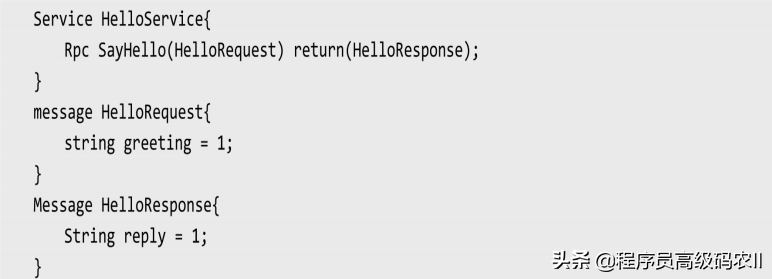 Service HelloService{
Rpc SayHello(HelloRequest) return(HelloResponse);
}
message HelloRequest{
string greeting = 1;
}
Message HelloResponse{
String reply = 1;
}
头条 @程序员高级码农II